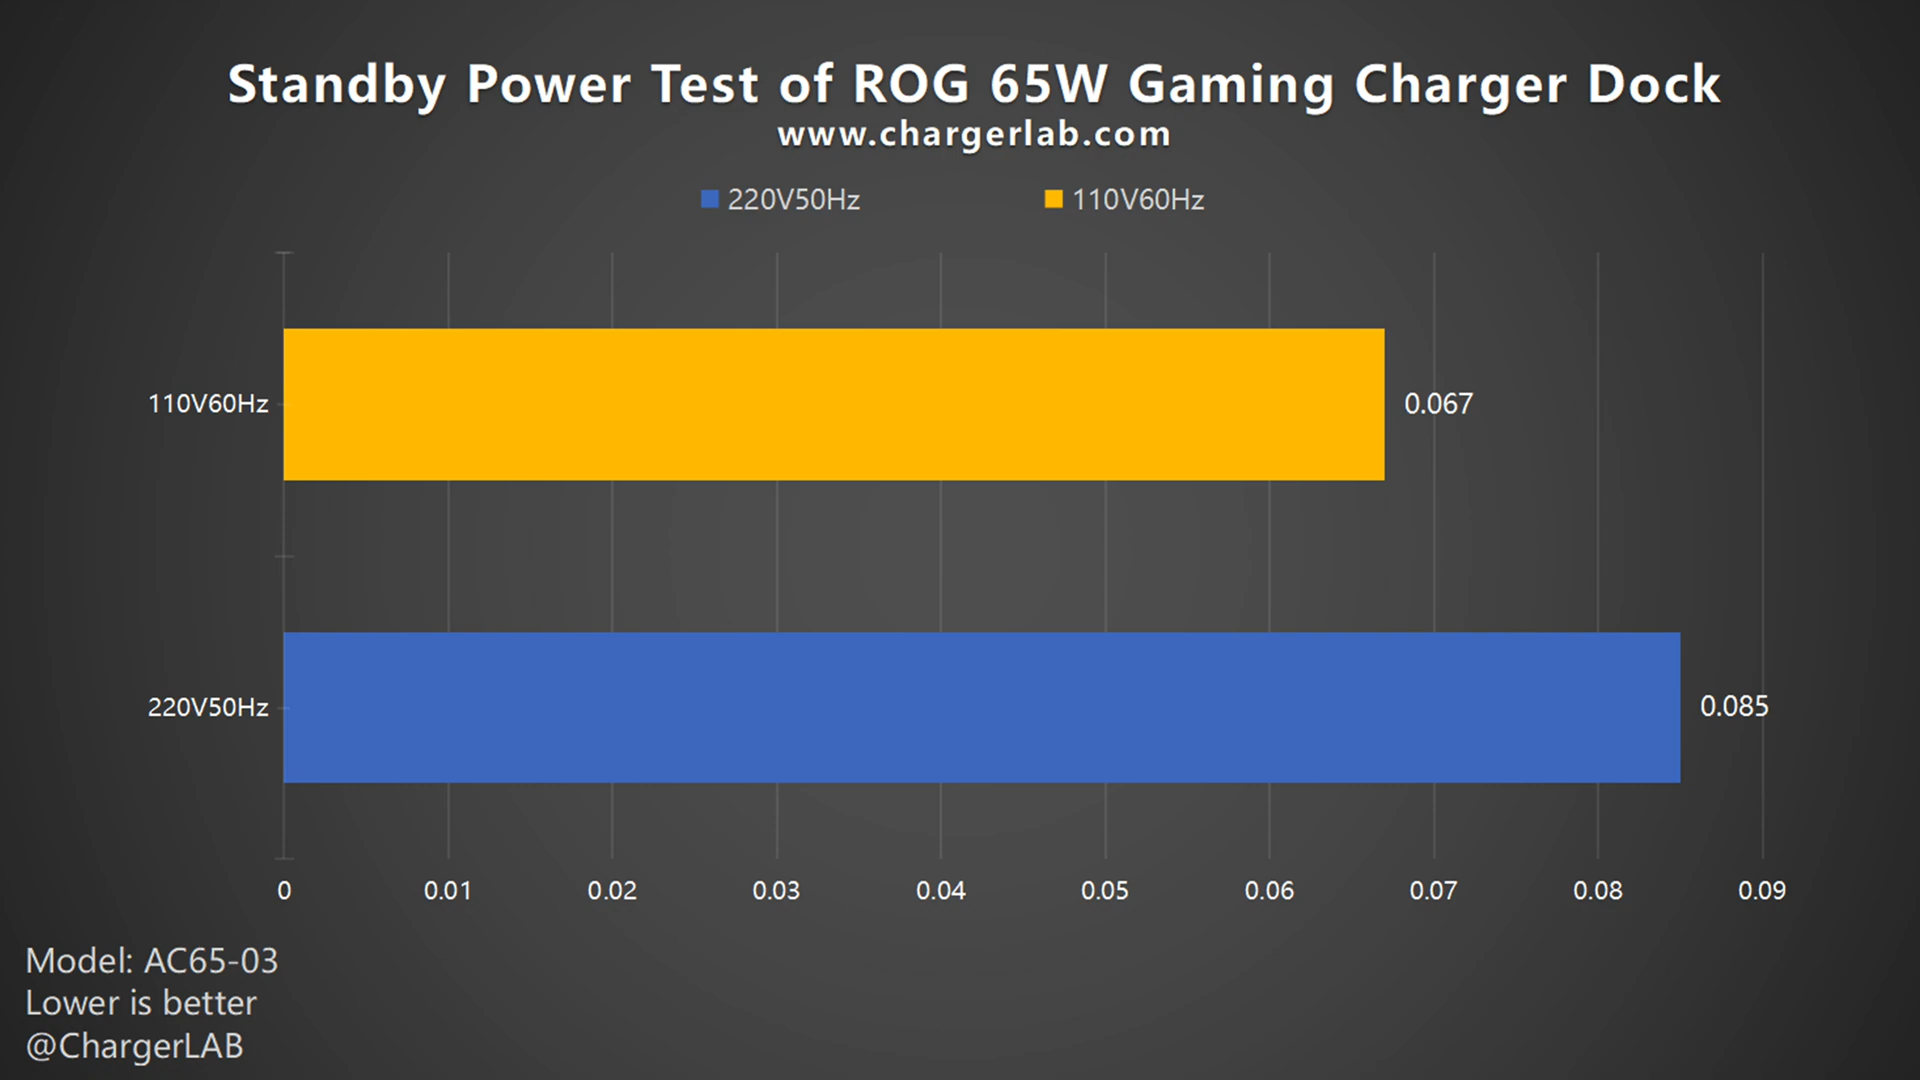 Standby Power Test of ROG 65W Gaming Charger Dock
www.chargerlab.com
220V50Hz 110V60Hz
110V60Hz 0.067
220V50Hz 0.085
0 0.01 0.02 0.03 0.04 0.05 0.06 0.07 0.08 0.09
Model: AC65-03
Lower is better
@ChargerLAB